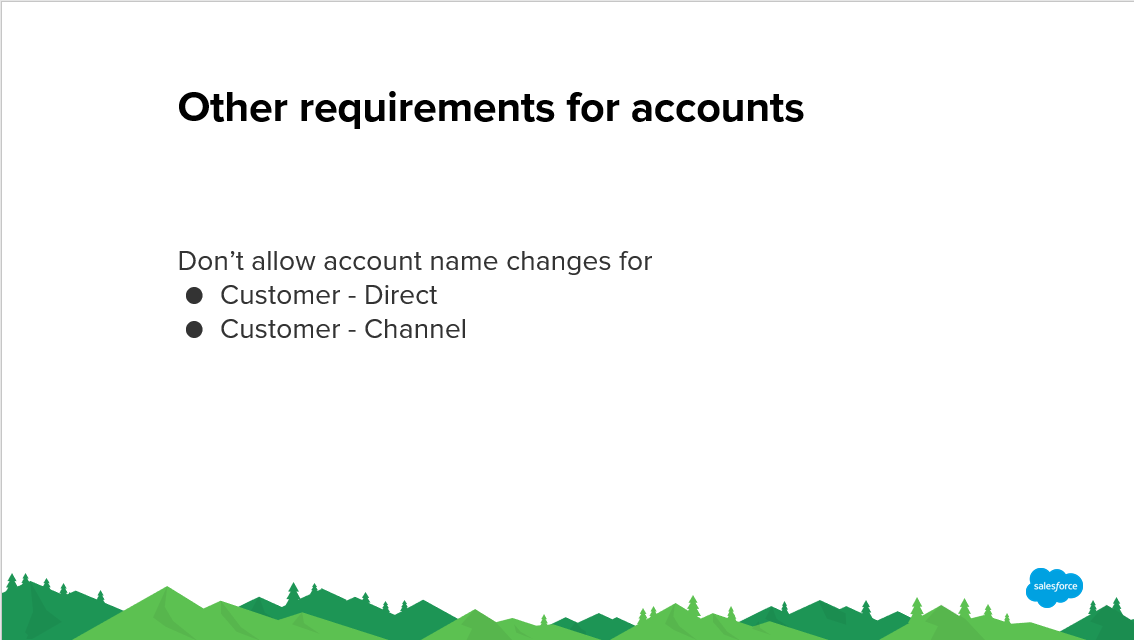 Other requirements for accounts
Don’t allow account name changes for
● Customer - Direct
● Customer - Channel
salesforce